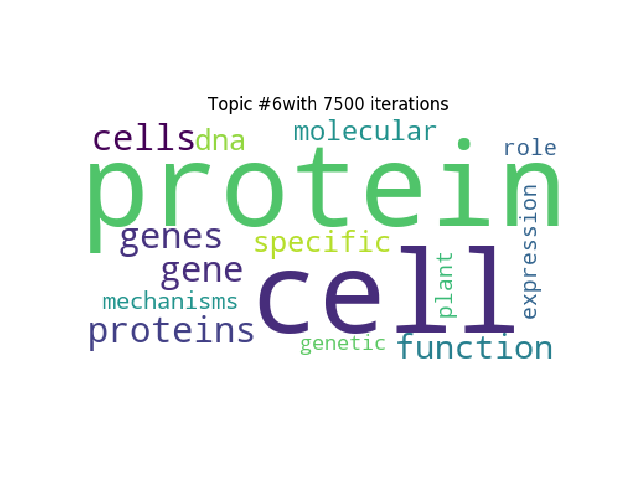 Topic #6with 7500 iterations
cells dna molecular role
protein
genes specific expression
gene cell plant
mechanisms
proteins genetic function